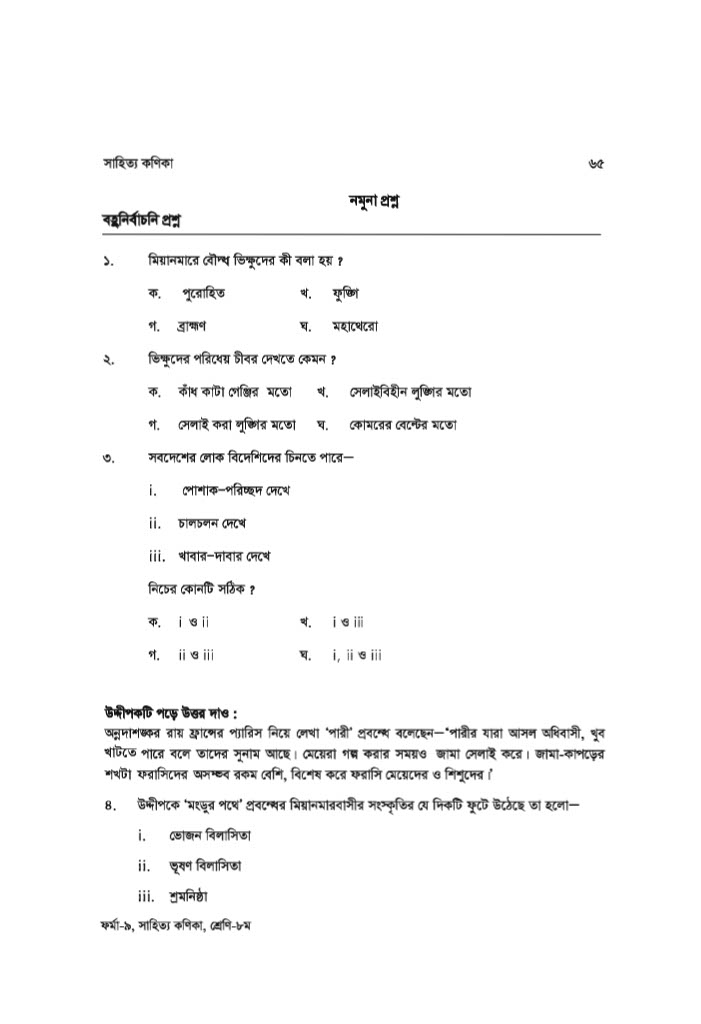 সাহিত্য কণিকা ৬৫
নমুনা প্রশ্ন
বহুনির্বাচনি প্রশ্ন
১. মিয়ানমারে বৌদ্ধ ভিক্ষুদের কী বলা হয় ?
ক. পুরোহিত খ. ফুঙ্গি
গ. ব্রাহ্মণ ঘ. মহাথেরো
২. ভিক্ষুদের পরিধেয় চীবর দেখতে কেমন ?
ক. কাঁধ কাটা গেঞ্জির মতো খ. সেলাইবিহীন লুঙ্গির মতো
গ. সেলাই করা লুঙ্গির মতো ঘ. কোমরের বেল্টের মতো
৩. সবদেশের লোক বিদেশিদের চিনতে পারে—
i. পোশাক–পরিচ্ছদ দেখে
ii. চালচলন দেখে
iii. খাবার–দাবার দেখে
নিচের কোনটি সঠিক ?
ক. i ও ii খ. i ও iii
গ. ii ও iii ঘ. i, ii ও iii
উদ্দীপকটি পড়ে উত্তর দাও :
অন্নদাশঙ্কর রায় ফ্রান্সের প্যারিস নিয়ে লেখা ‘পারী’ প্রবন্ধে বলেছেন—‘পারীর যারা আসল অধিবাসী, খুব
খাটতে পারে বলে তাদের সুনাম আছে। মেয়েরা গল্প করার সময়ও জামা সেলাই করে। জামা-কাপড়ের
শখটা ফরাসিদের অসম্ভব রকম বেশি, বিশেষ করে ফরাসি মেয়েদের ও শিশুদের।’
৪. উদ্দীপকে ‘মংডুর পথে’ প্রবন্ধের মিয়ানমারবাসীর সংস্কৃতির যে দিকটি ফুটে উঠেছে তা হলো—
i. ভোজন বিলাসিতা
ii. ভূষণ বিলাসিতা
iii. শ্রমনিষ্ঠা
ফর্মা-৯, সাহিত্য কণিকা, শ্রেণি-৮ম